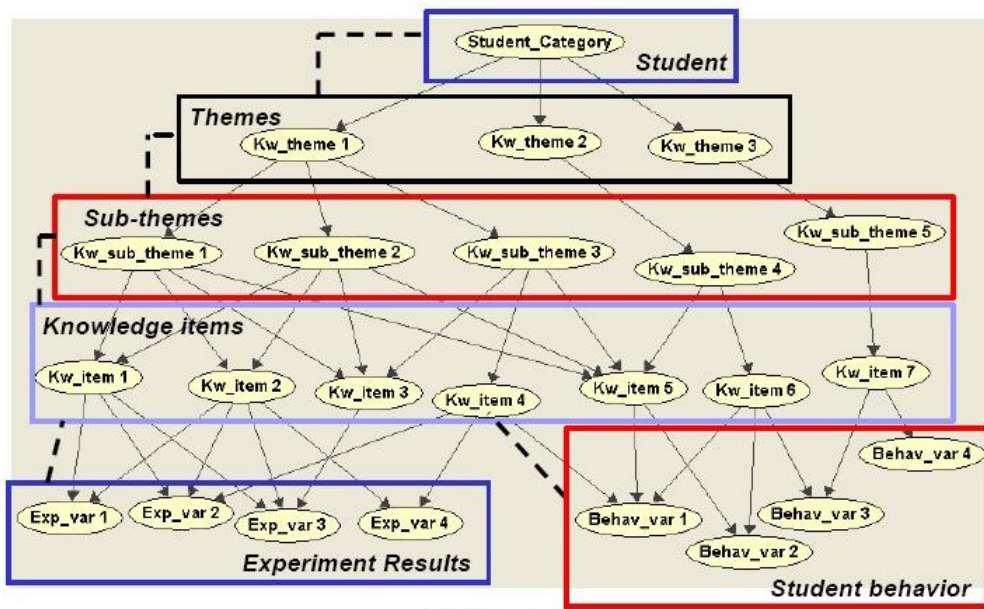 Student_Category
Student
Themes
Kw_theme 1
Kw_theme 2
Kw_theme 3
Sub-themes
Kw_sub_theme 1
Kw_sub_theme 2
Kw_sub_theme 3
Kw_sub_theme 4
Kw_sub_theme 5
Knowledge items
Kw_item 1
Kw_item 2
Kw_item 3
Kw_item 4
Kw_item 5
Kw_item 6
Kw_item 7
Behav_var 4
Exp_var 1
Exp_var 2
Exp_var 3
Exp_var 4
Behav_var 1
Behav_var 2
Behav_var 3
Experiment Results
Student behavior